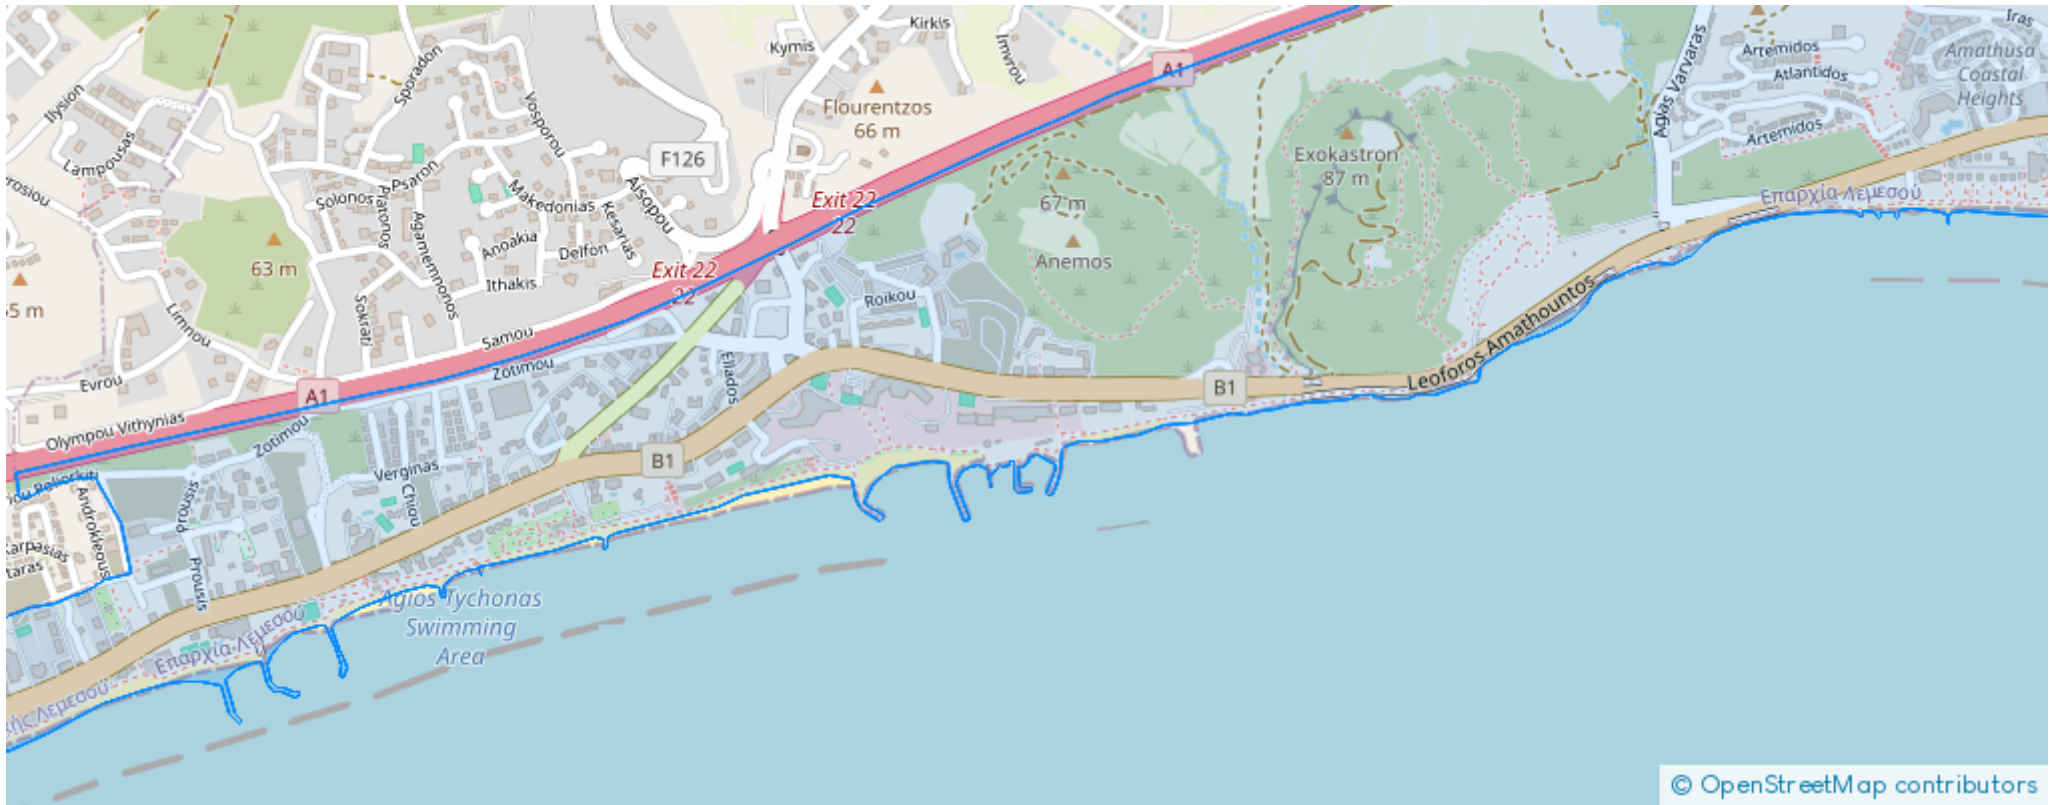 Kirkis
Kymis
Imvrou
A1
Iras
Artemidos
Amathusa
Coastal
Heights
Atlantidos
Artemidos
Agias Varvaras
Sporadon
Vosporou
Ilysion
Flourentzos
66 m
F126
Lampousas
Exokastron
87 m
Psaron
Makedonias
Aisopou
Kesarias
Solonos
Platonos
Agamemnonos
Exit 22
22
67 m
Επαρχία Λεμεσού
Anoakia
Delfon
63 m
Ithakis
Exit 22
22
Anemos
Roikou
Sokrati
Limnou
Samou
Zotimou
Eliados
Leoforos Amathountos
Evrou
A1
B1
Olympou Vithynias
Zotimou
B1
Verginas
Chiou
Prousis
Androkleous
Prousis
Επαρχία Λεμεσού
Agios Tychonas
Swimming
Area
Λεμεσού
© OpenStreetMap contributors